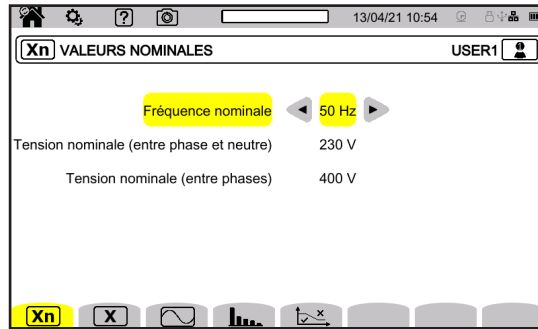 ?
13/04/21 10:54
Xn VALEURS NOMINALES
USER1
Fréquence nominale ◄ 50 Hz ►
Tension nominale (entre phase et neutre) 230 V
Tension nominale (entre phases) 400 V
Xn X